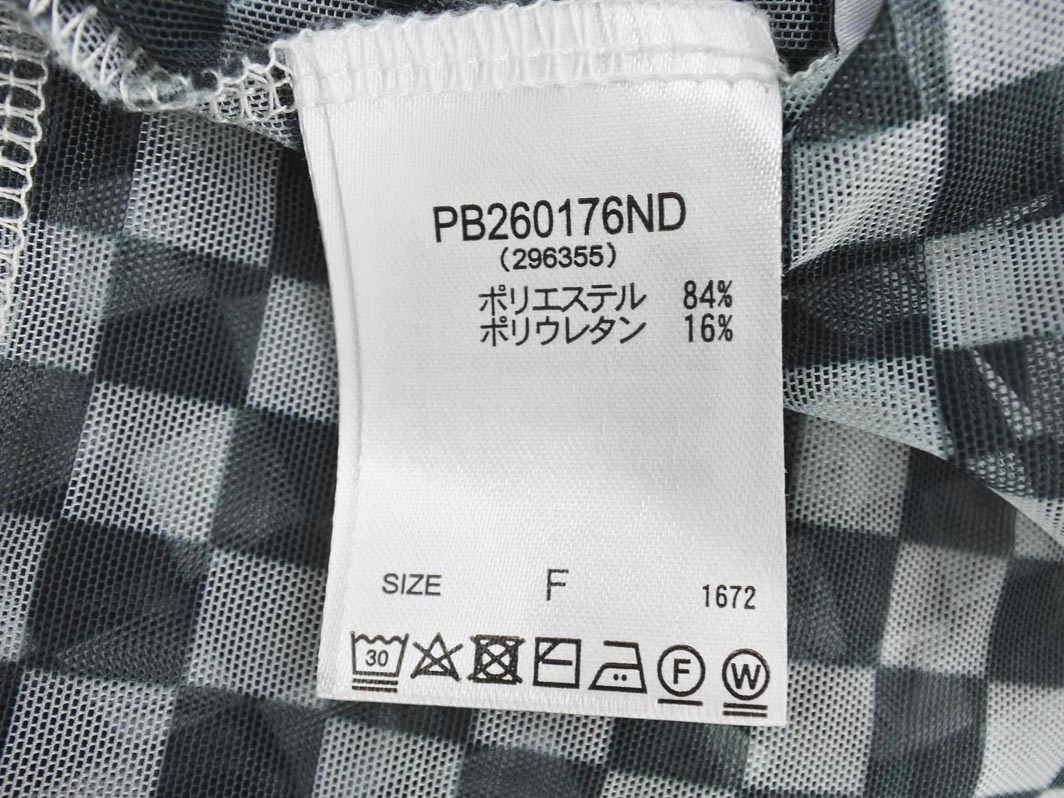 PB260176ND
(296355)
ポリエステル 84%
ポリウレタン 16%
SIZE F 1672
30 F W